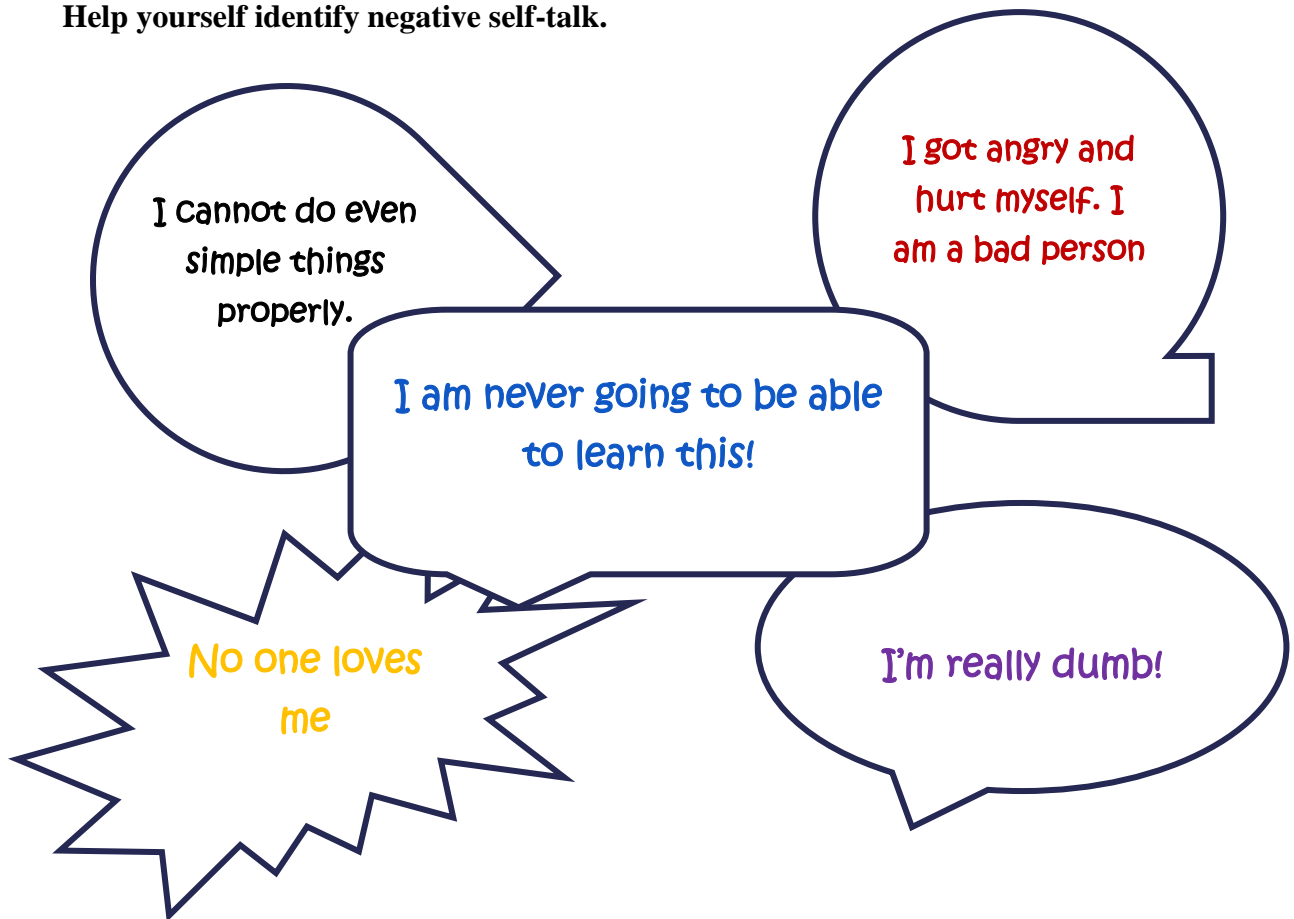 Help yourself identify negative self-talk.
I cannot do even
simple things
properly.
I got angry and
hurt myself. I
am a bad person
I am never going to be able
to learn this!
No one loves
me
I'm really dumb!